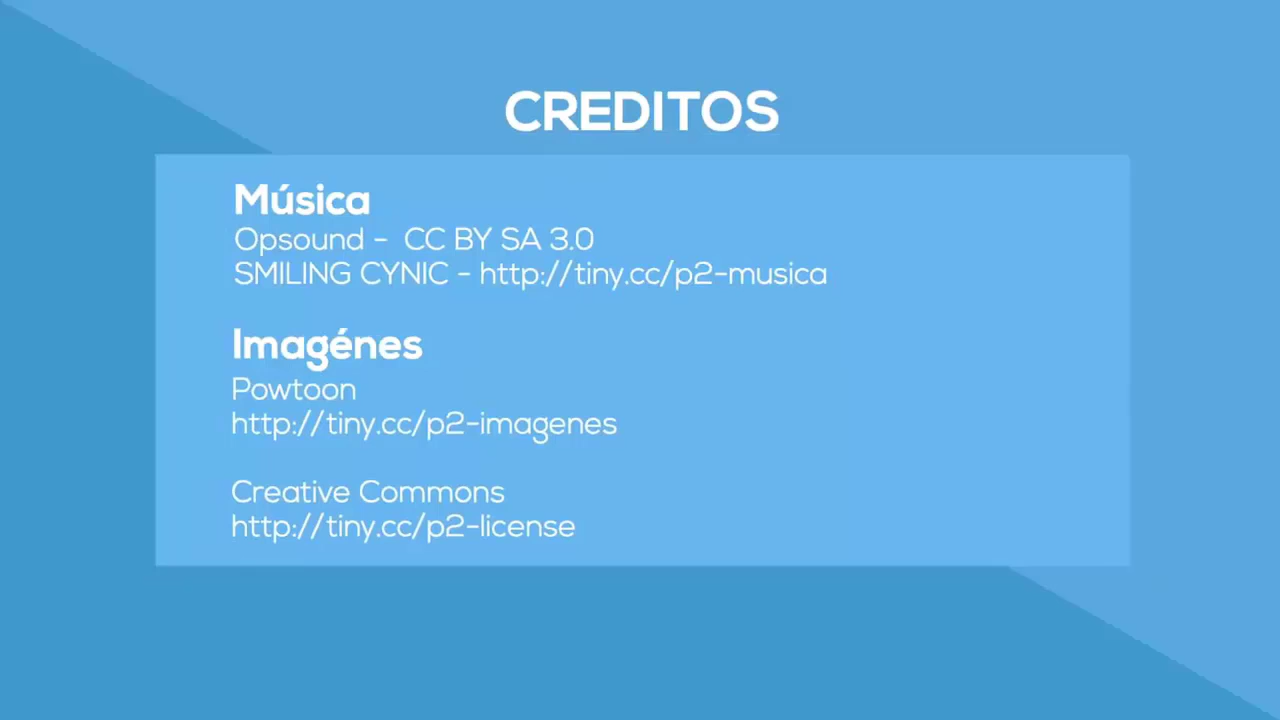 CREDITOS
Música
Opsound - CC BY SA 3.0
SMILING CYNIC - http://tiny.cc/p2-musica
Imagénes
Powtoon
http://tiny.cc/p2-imagenes
Creative Commons
http://tiny.cc/p2-license